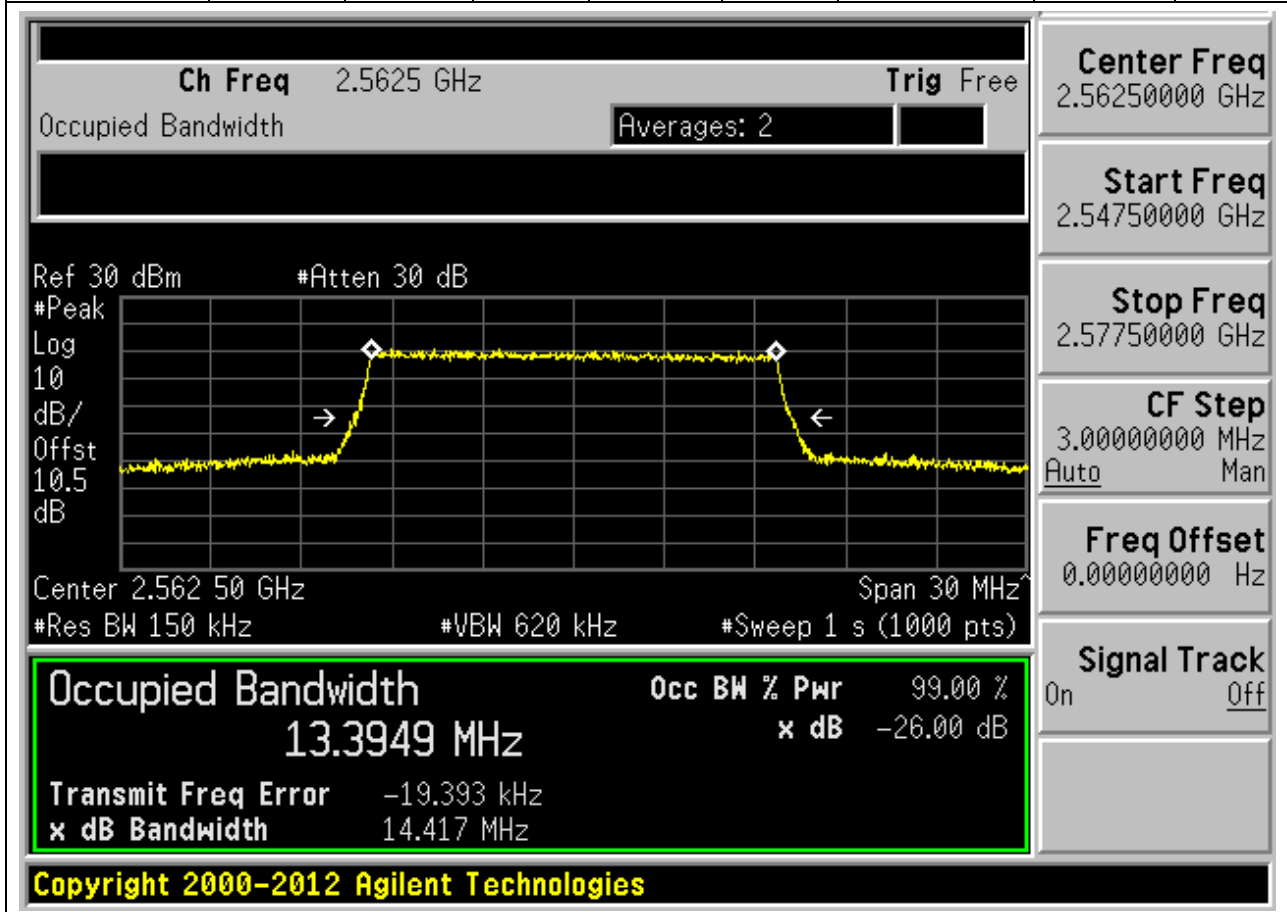 Ch Freq 2.5625 GHz Trig Free
Occupied Bandwidth Averages: 2
Ref 30 dBm #Atten 30 dB
#Peak
Log
10
dB/
Offst
10.5
dB
Center 2.562 50 GHz Span 30 MHz^
#Res BW 150 kHz #VBW 620 kHz #Sweep 1 s (1000 pts)
Occupied Bandwidth Occ BW % Pwr 99.00 %
13.3949 MHz x dB -26.00 dB
Transmit Freq Error -19.393 kHz
x dB Bandwidth 14.417 MHz
Copyright 2000-2012 Agilent Technologies
Center Freq
2.56250000 GHz
Start Freq
2.54750000 GHz
Stop Freq
2.57750000 GHz
CF Step
3.00000000 MHz
Auto Man
Freq Offset
0.00000000 Hz
Signal Track
On Off